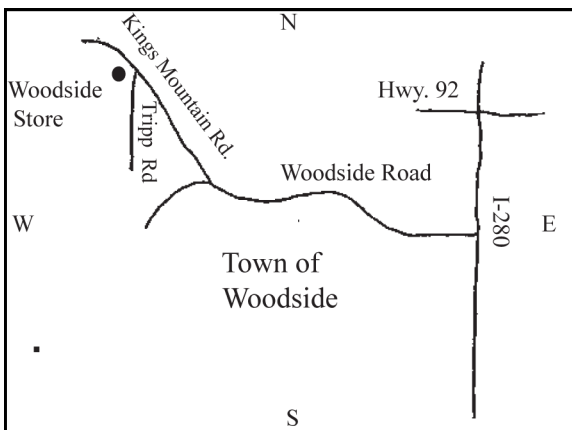 N
Kings Mountain Rd.
Hwy. 92
Woodside
Store
Tripp Rd
Woodside Road
W
I-280
E
Town of
Woodside
S